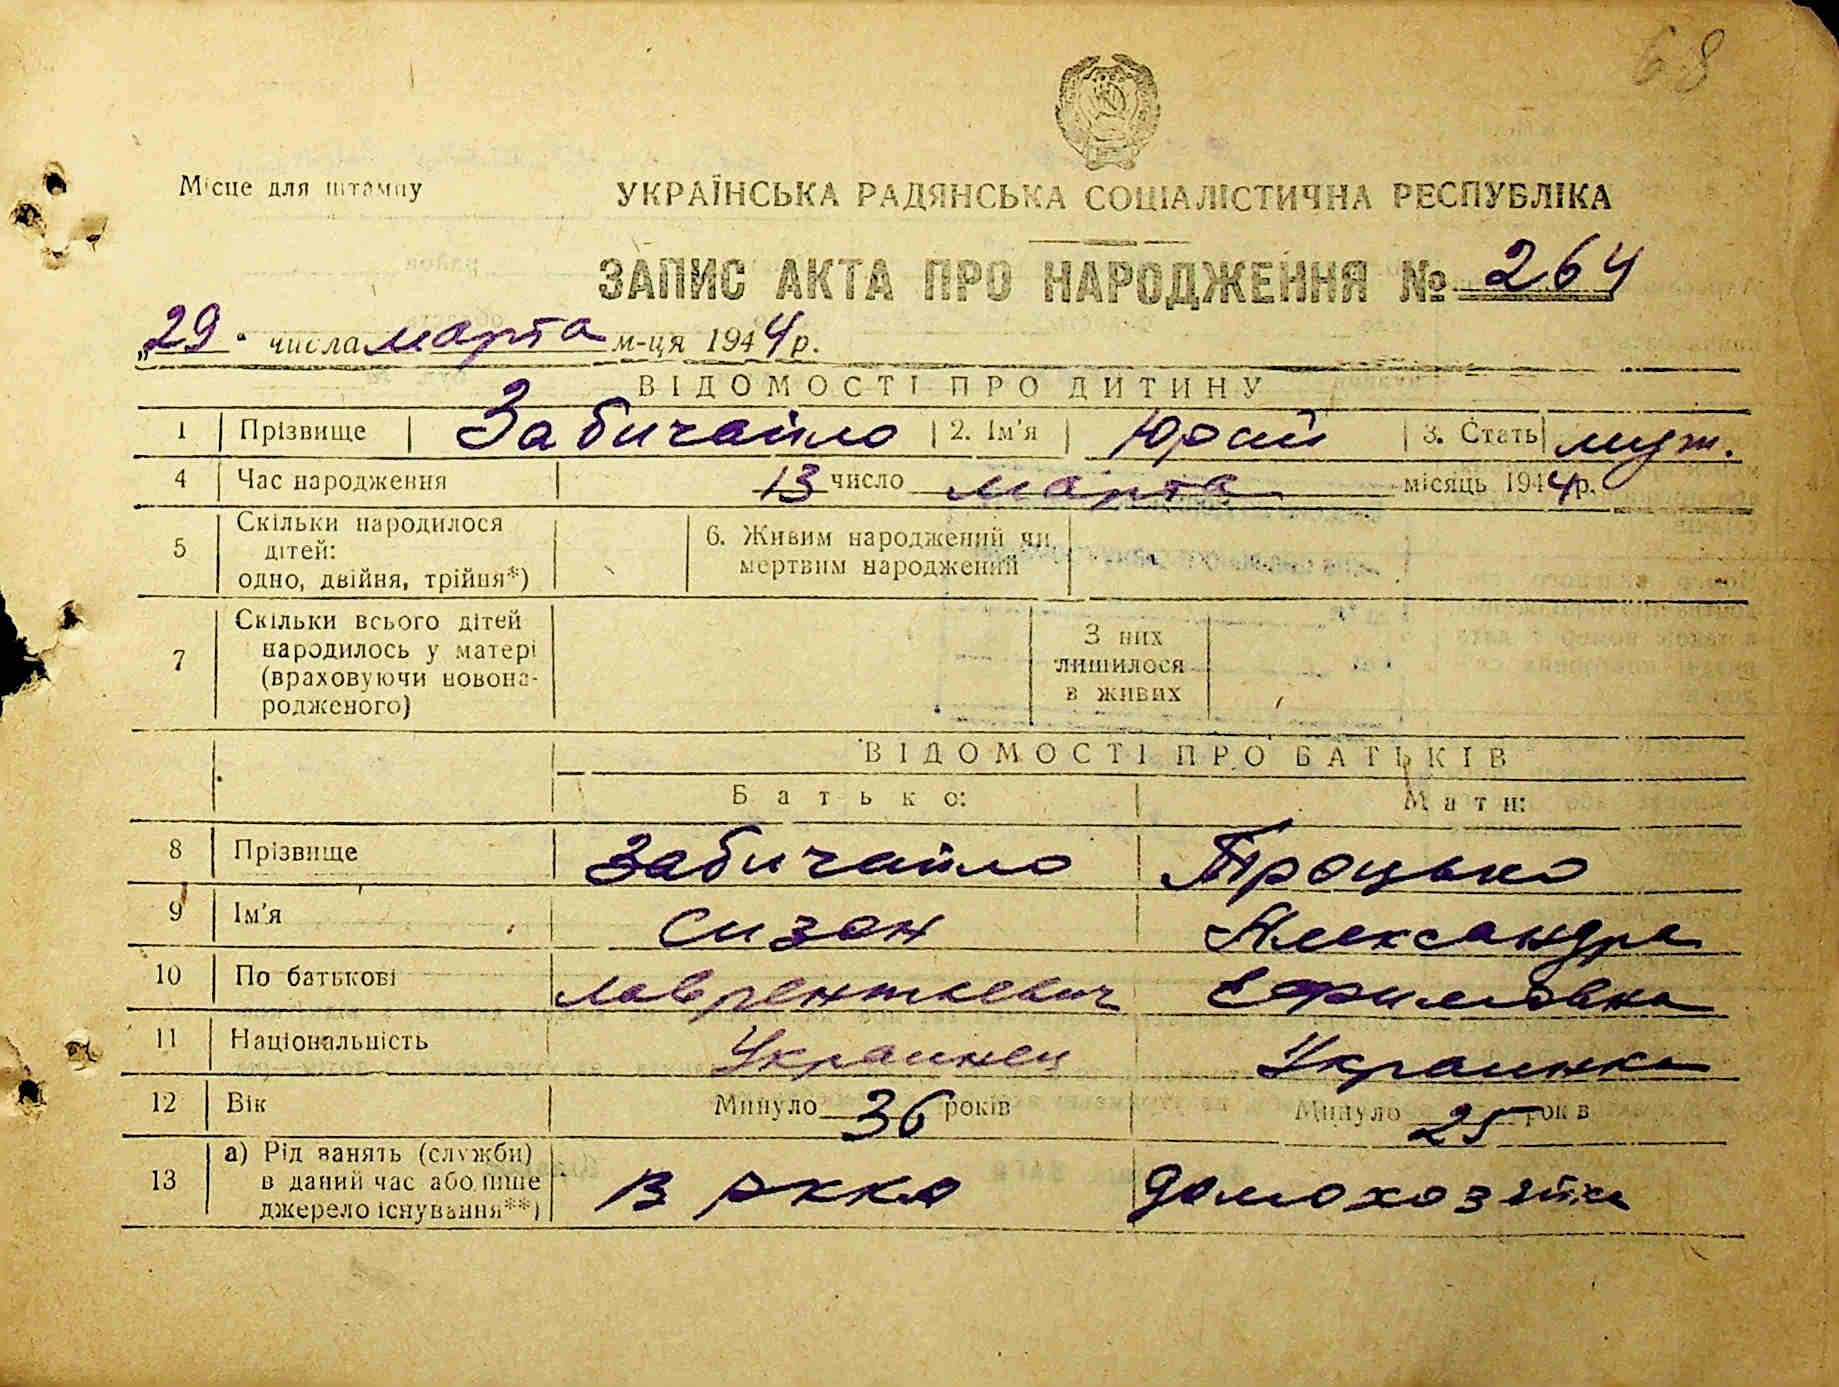 68
Місце для штампу
УКРАЇНСЬКА РАДЯНСЬКА СОЦІАЛІСТИЧНА РЕСПУБЛІКА
ЗАПИС АКТА ПРО НАРОДЖЕННЯ № 264
„29" числа марта м-ця 1944 р.
ВІДОМОСТІ ПРО ДИТИНУ
1 Прізвище Забичайло 2. Ім'я Юрий 3. Стать муж.
4 Час народження 13 число марта місяць 1944 р.
5 Скільки народилося дітей: одно, двійня, трійня*) 6. Живим народжений чи мертвим народжений
7 Скільки всього дітей народилось у матері (враховуючи новонародженого) З них лишилося в живих
ВІДОМОСТІ ПРО БАТЬКІВ
Батько: Мати:
8 Прізвище Забичайло Троцько
9 Ім'я Сизон Александра
10 По батькові Лаврентиевич Ефимовна
11 Національність Украинец Украинка
12 Вік Минуло 36 років Минуло 25 років
13 а) Рід занять (служби) в даний час або інше джерело існування**) В РККА домохозяйка